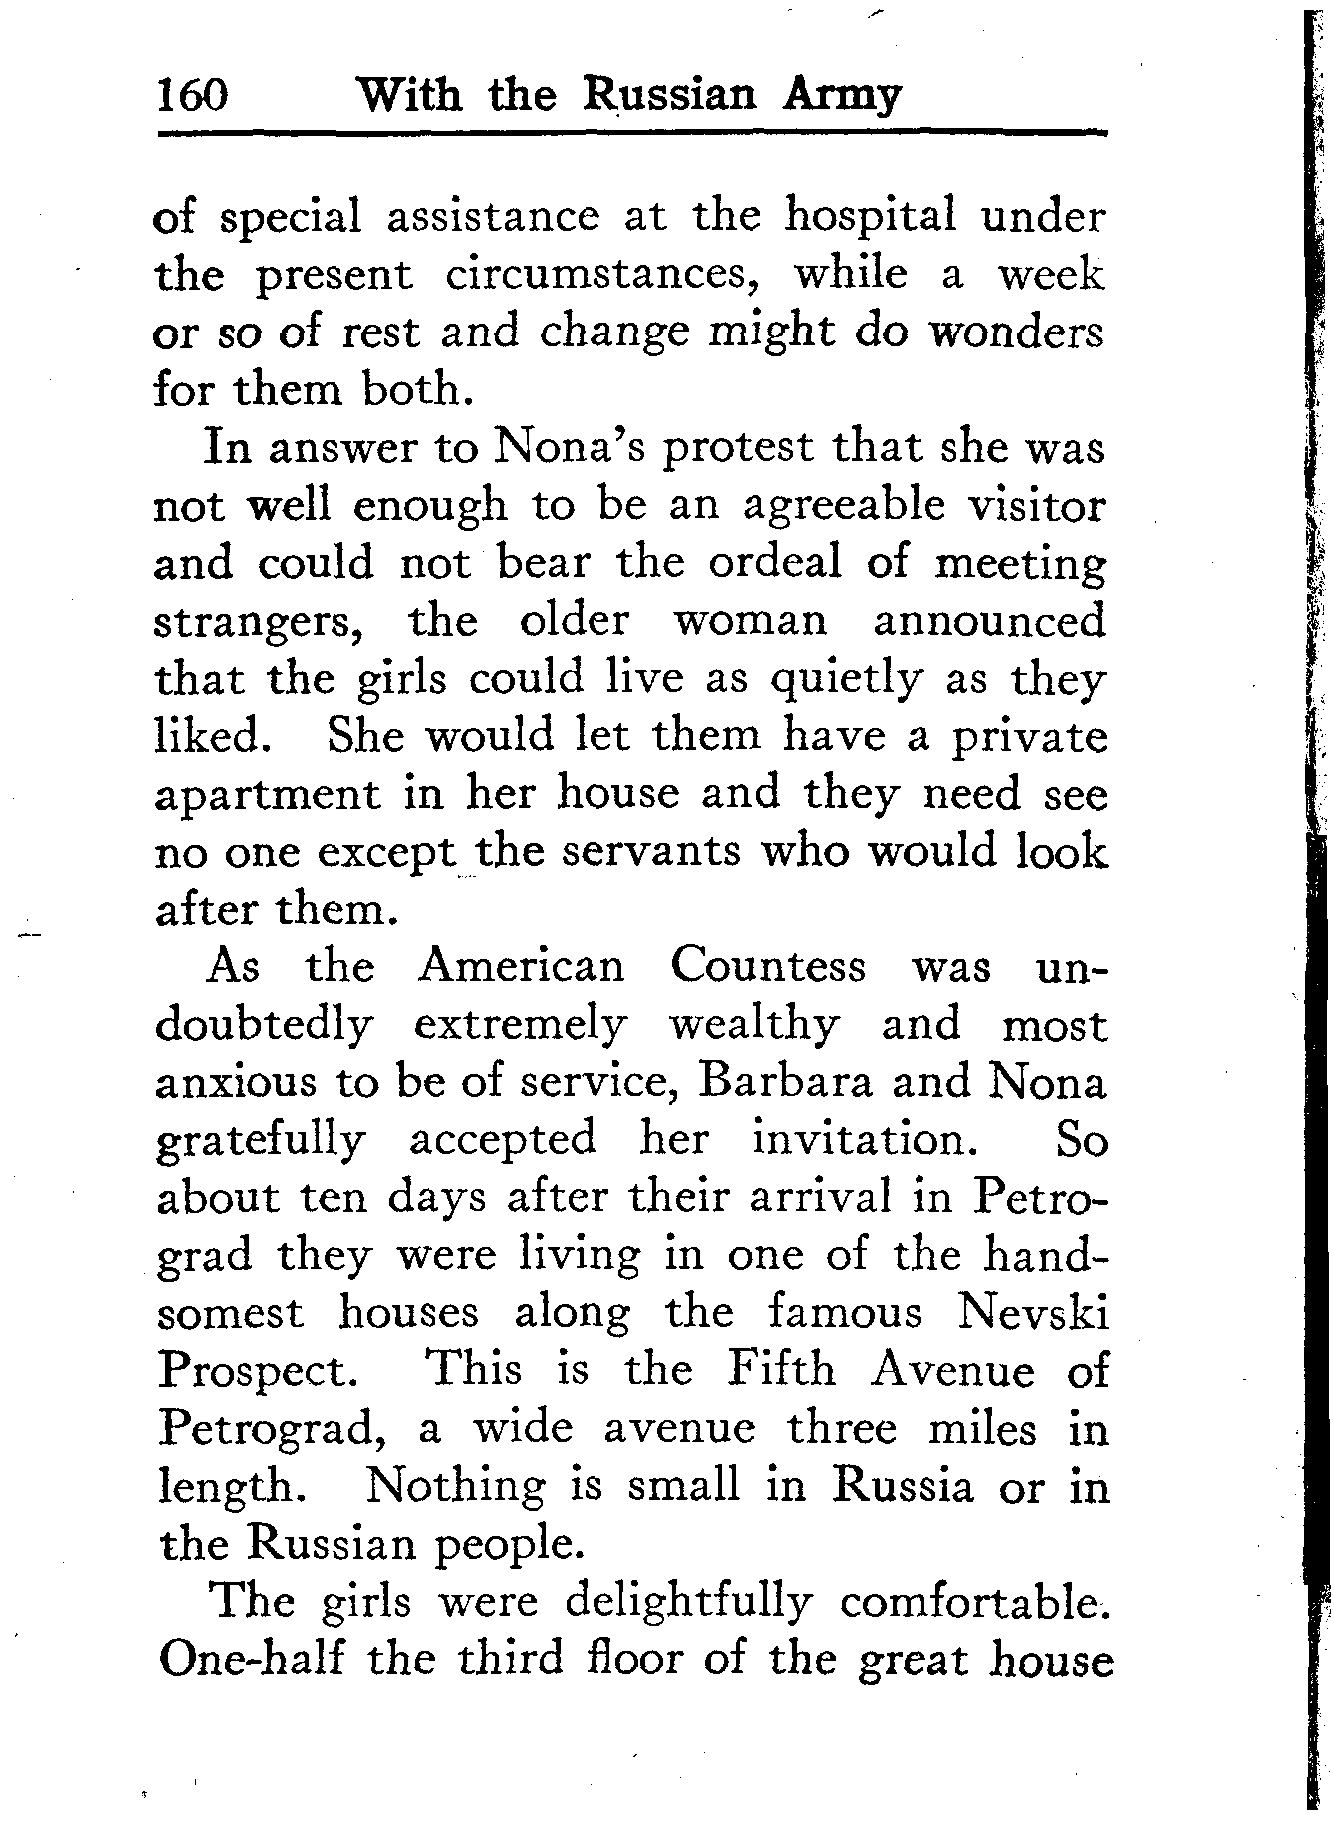 160 With the Russian Army
of special assistance at the hospital under
the present circumstances, while a week
or so of rest and change might do wonders
for them both.
In answer to Nona's protest that she was
not well enough to be an agreeable visitor
and could not bear the ordeal of meeting
strangers, the older woman announced
that the girls could live as quietly as they
liked. She would let them have a private
apartment in her house and they need see
no one except the servants who would look
after them.
As the American Countess was un-
doubtedly extremely wealthy and most
anxious to be of service, Barbara and Nona
gratefully accepted her invitation. So
about ten days after their arrival in Petro-
grad they were living in one of the hand-
somest houses along the famous Nevski
Prospect. This is the Fifth Avenue of
Petrograd, a wide avenue three miles in
length. Nothing is small in Russia or in
the Russian people.
The girls were delightfully comfortable.
One-half the third floor of the great house